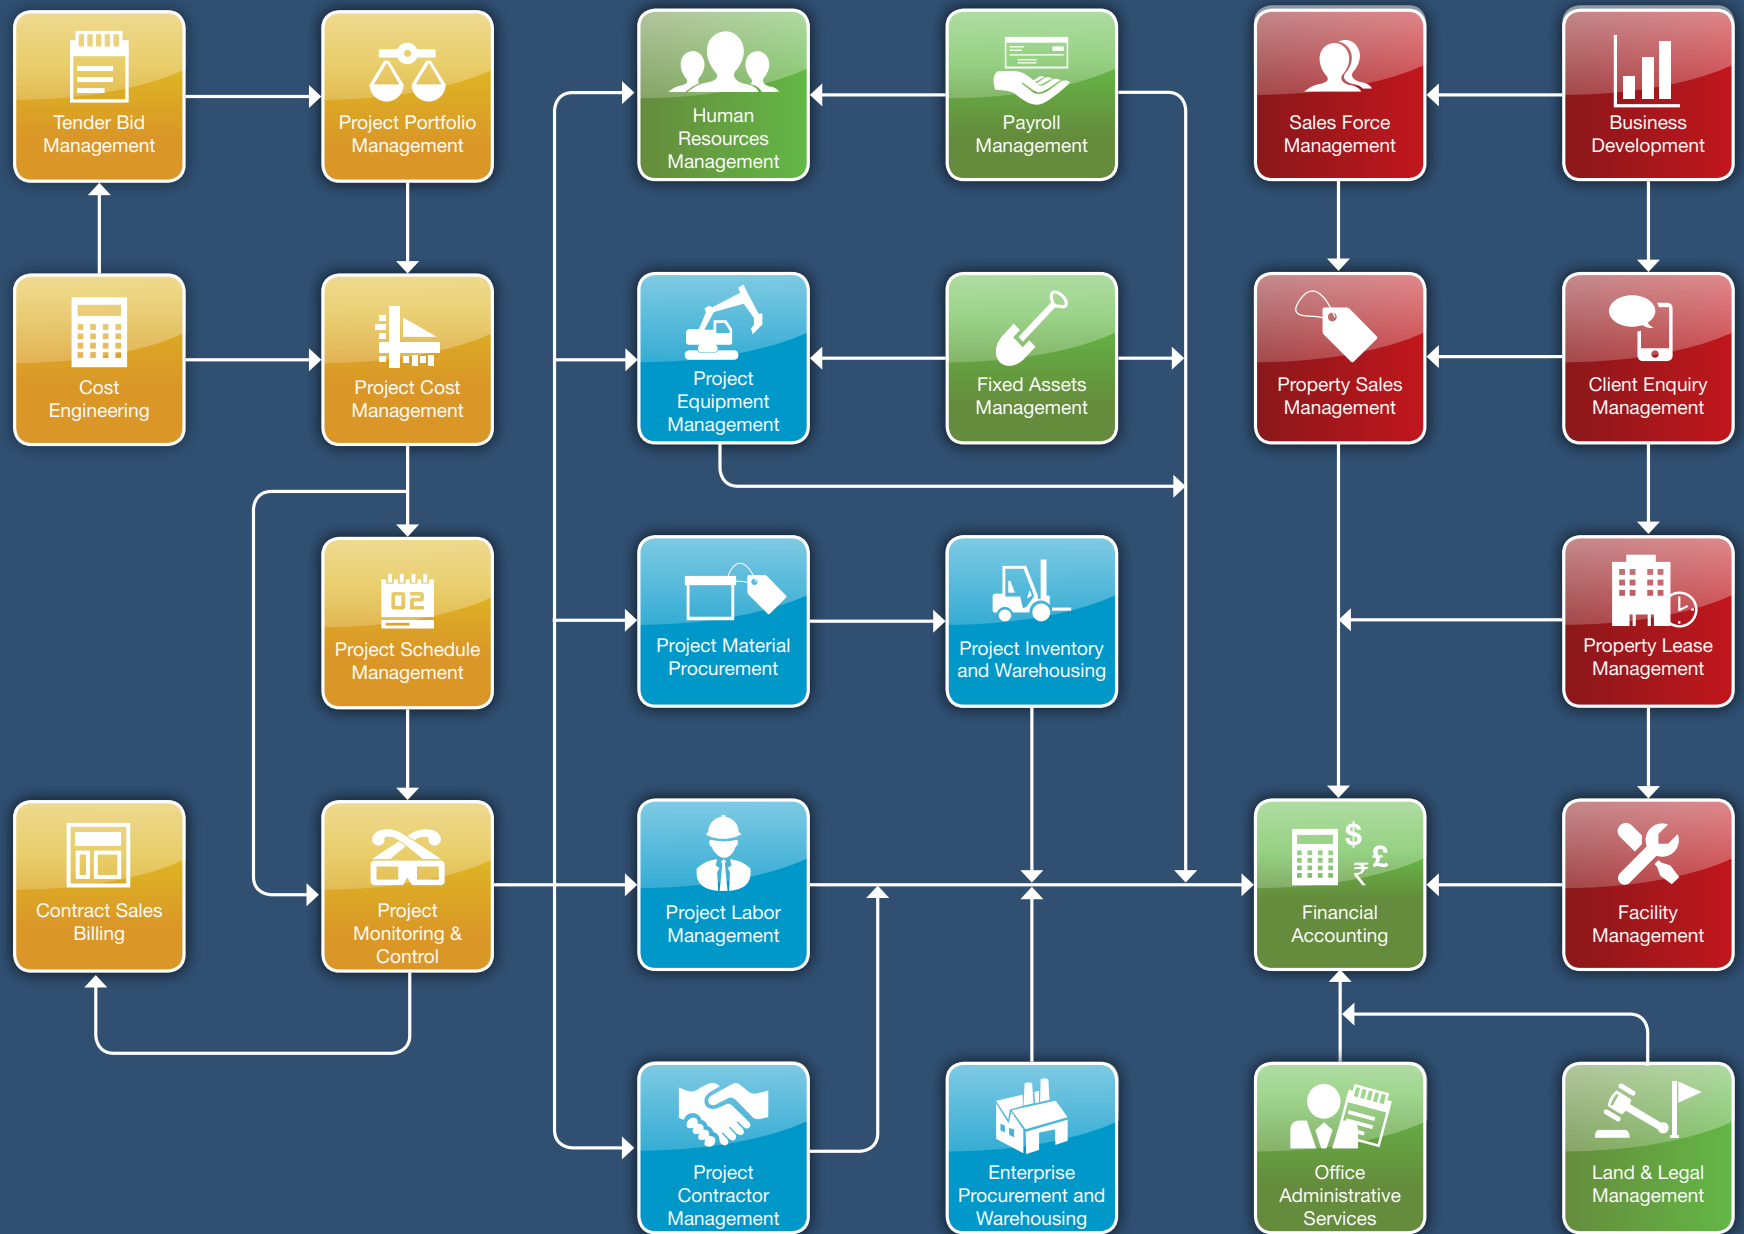 Tender Bid
Management
Project Portfolio
Management
Human
Resources
Management
Payroll
Management
Sales Force
Management
Business
Development
Cost
Engineering
Project Cost
Management
Project
Equipment
Management
Fixed Assets
Management
Property Sales
Management
Client Enquiry
Management
02
Project Schedule
Management
Project Material
Procurement
Project Inventory
and Warehousing
Property Lease
Management
Contract Sales
Billing
Project
Monitoring &
Control
Project Labor
Management
$
£
₹
Financial
Accounting
Facility
Management
Project
Contractor
Management
Enterprise
Procurement and
Warehousing
Office
Administrative
Services
Land & Legal
Management